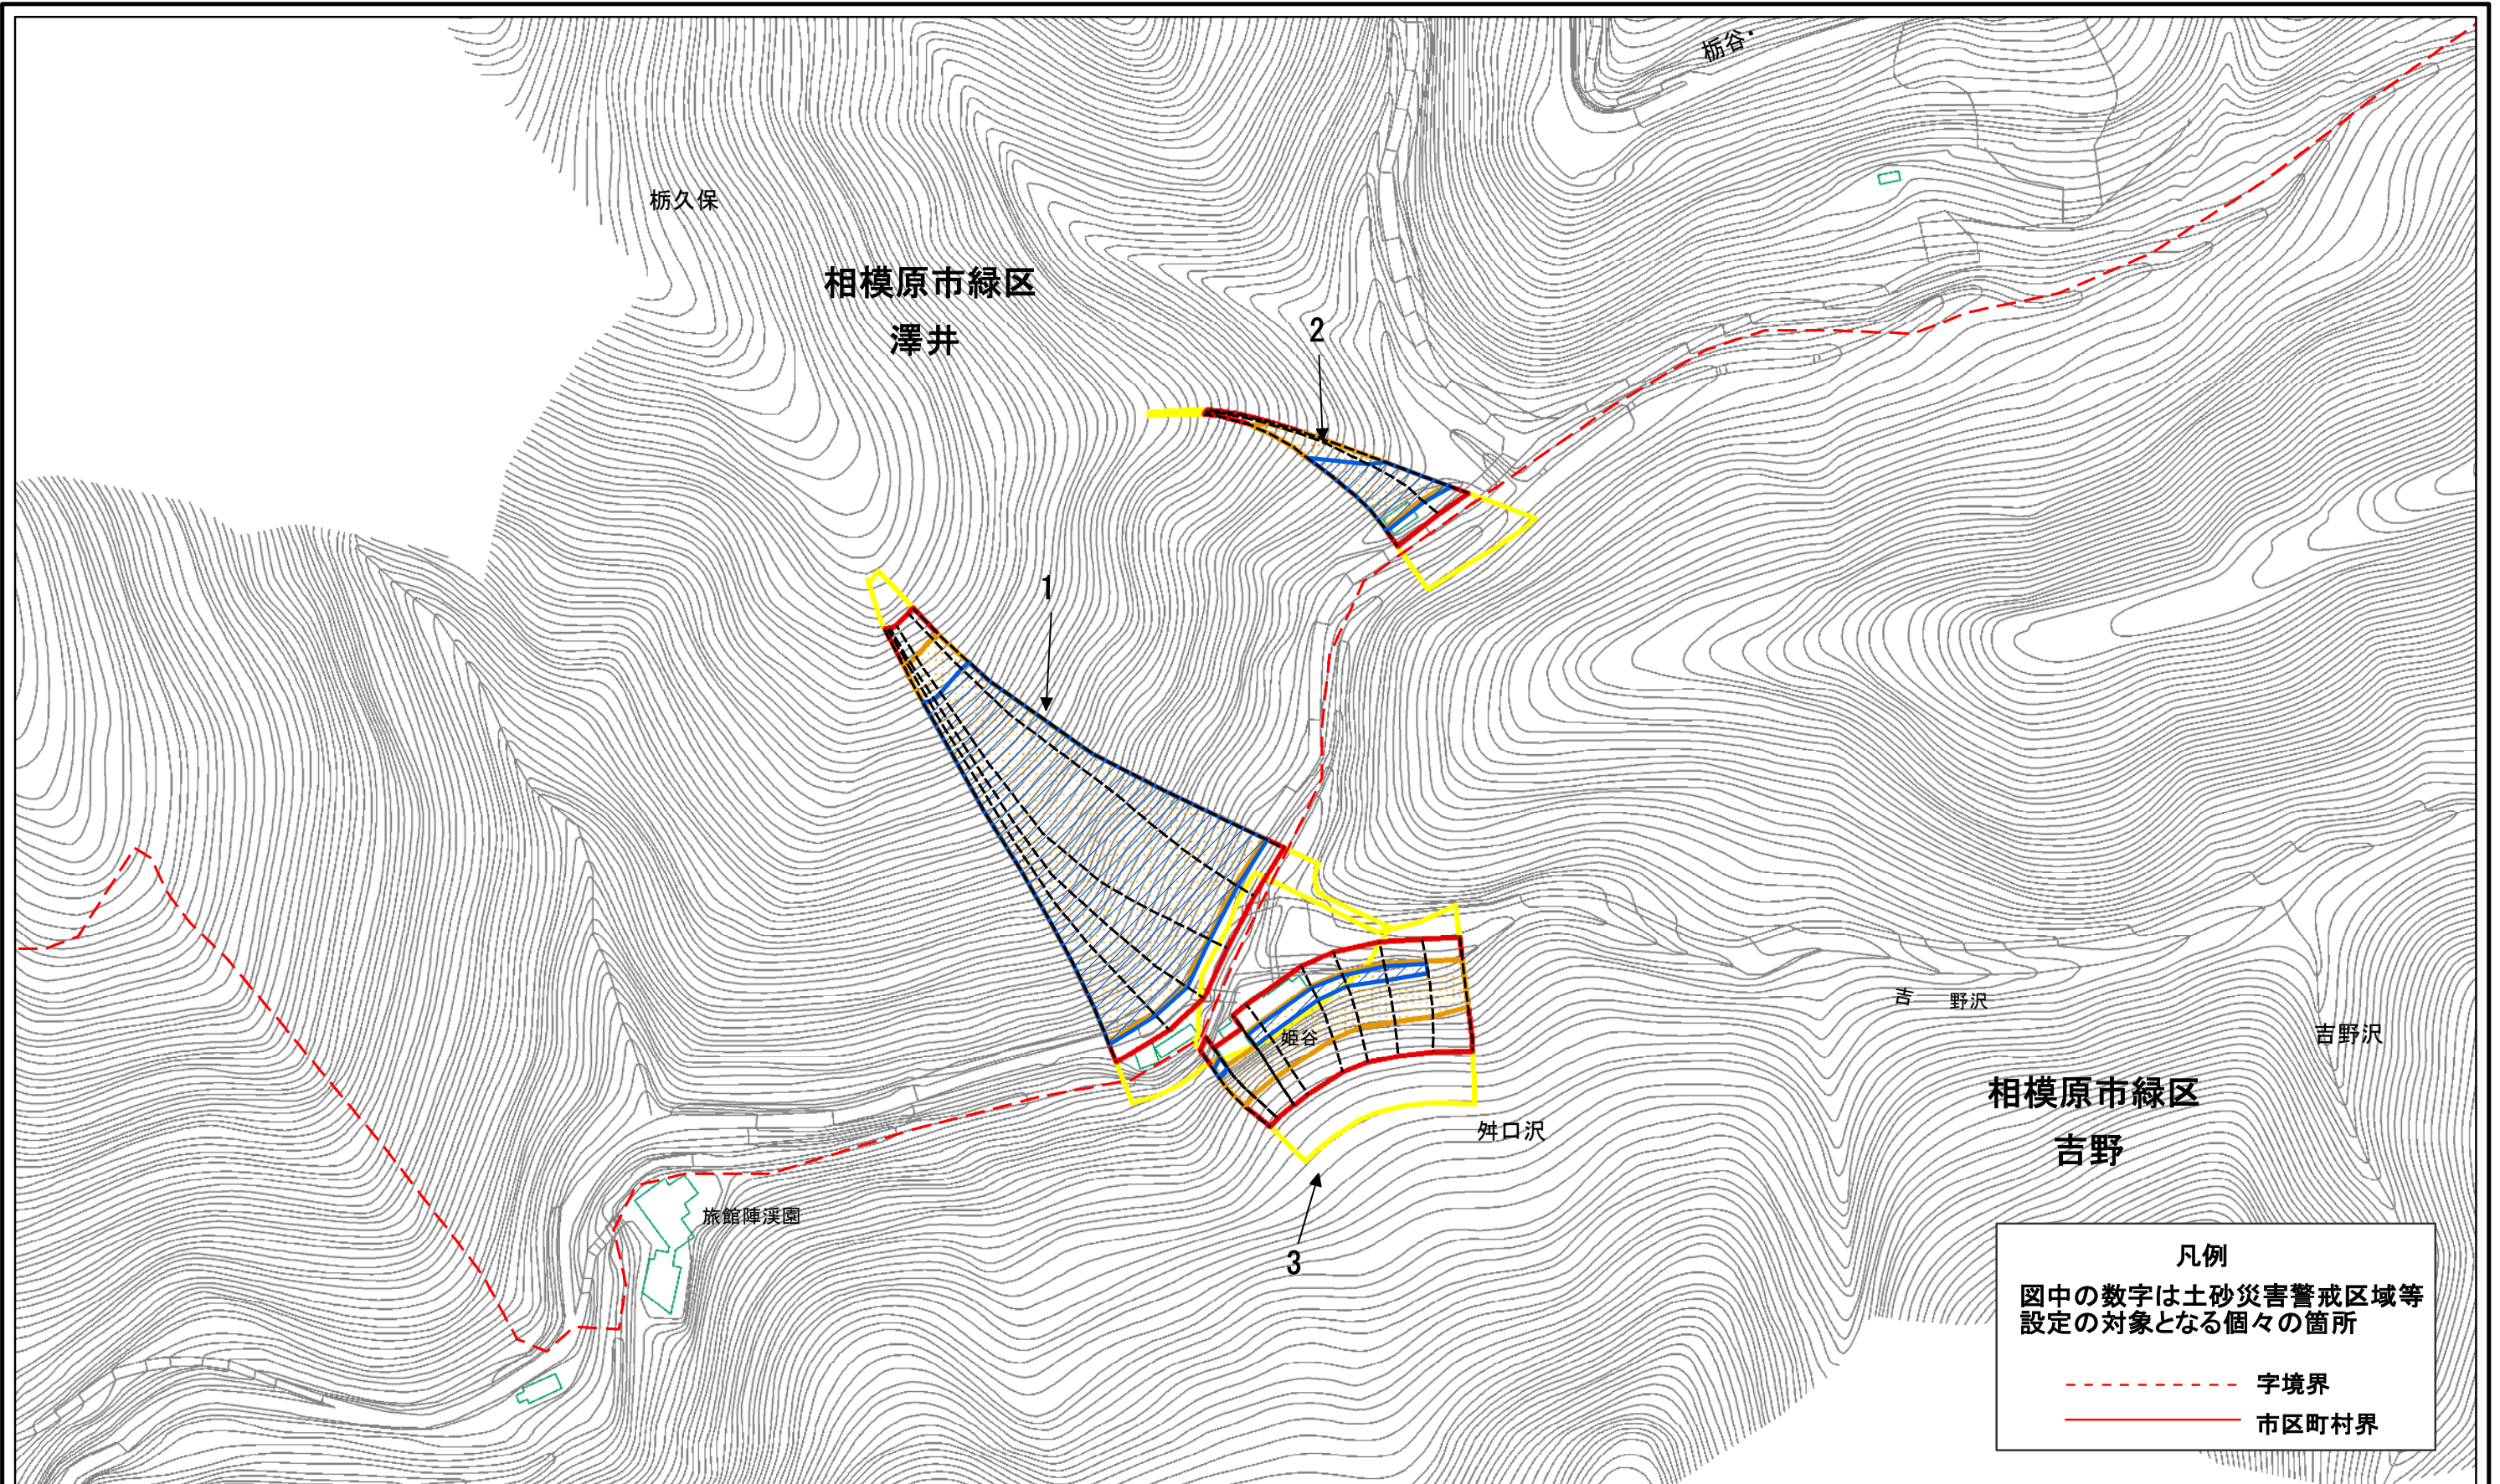 栃谷
栃久保
相模原市緑区
澤井
2
1
吉野沢
姫谷
吉野沢
相模原市緑区
吉野
舛口沢
旅館陣渓園
3
凡例
図中の数字は土砂災害警戒区域等
設定の対象となる個々の箇所
字境界
市区町村界